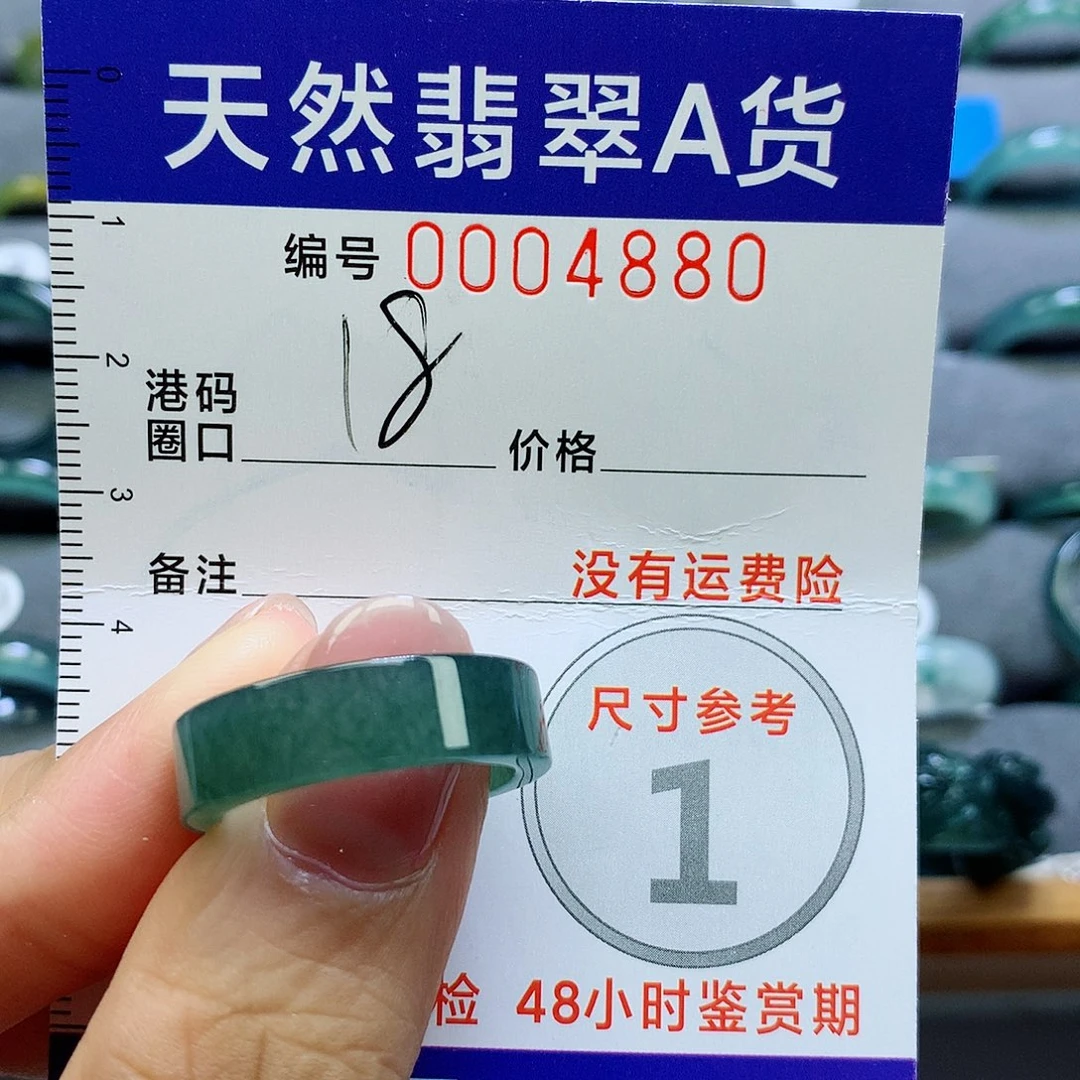 天然翡翠A货
编号 0004880
港码
圈口 18 价格
备注
没有运费险
尺寸参考
1
检 48小时鉴赏期
0
1
2
3
4